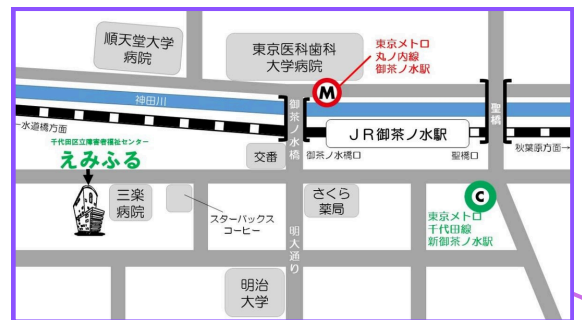 順天堂大学
病院
東京医科歯科
大学病院
東京メトロ
丸ノ内線
御茶ノ水駅
M
神田川
御茶ノ水橋
聖橋
JR御茶ノ水駅
←水道橋方面
千代田区立障害者福祉センター
えみふる
交番
御茶ノ水橋口
聖橋口
秋葉原方面→
三楽
病院
スターバックス
コーヒー
さくら
薬局
C
東京メトロ
千代田線
新御茶ノ水駅
明大通り
明治
大学